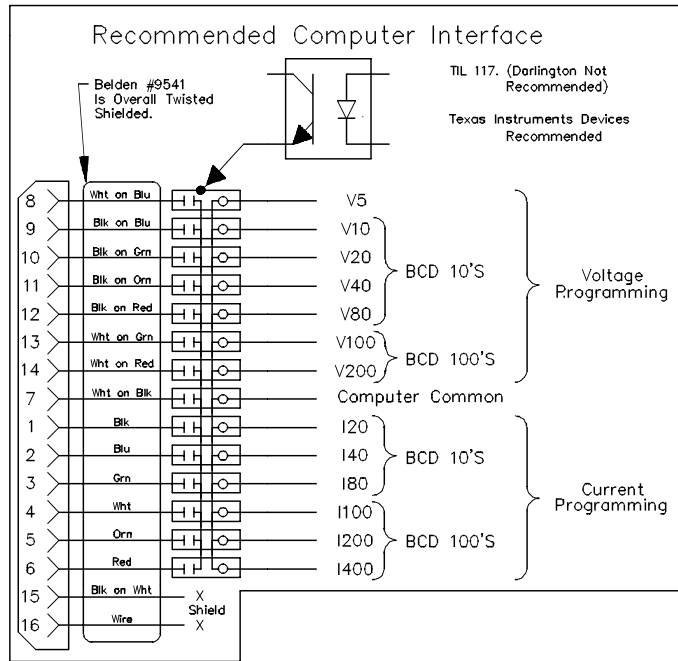 Recommended Computer Interface
Belden #9541
Is Overall Twisted
Shielded.
TIL 117. (Darlington Not
Recommended)
Texas Instruments Devices
Recommended
8 Wht on Blu V5
9 Blk on Blu V10
10 Blk on Grn V20
11 Blk on Orn V40
12 Blk on Red V80
BCD 10'S
13 Wht on Grn V100
14 Wht on Red V200
BCD 100'S
Voltage
Programming
7 Wht on Blk Computer Common
1 Blk I20
2 Blu I40
3 Grn I80
BCD 10'S
4 Wht I100
5 Orn I200
6 Red I400
BCD 100'S
Current
Programming
15 Blk on Wht X
Shield
16 Wire X